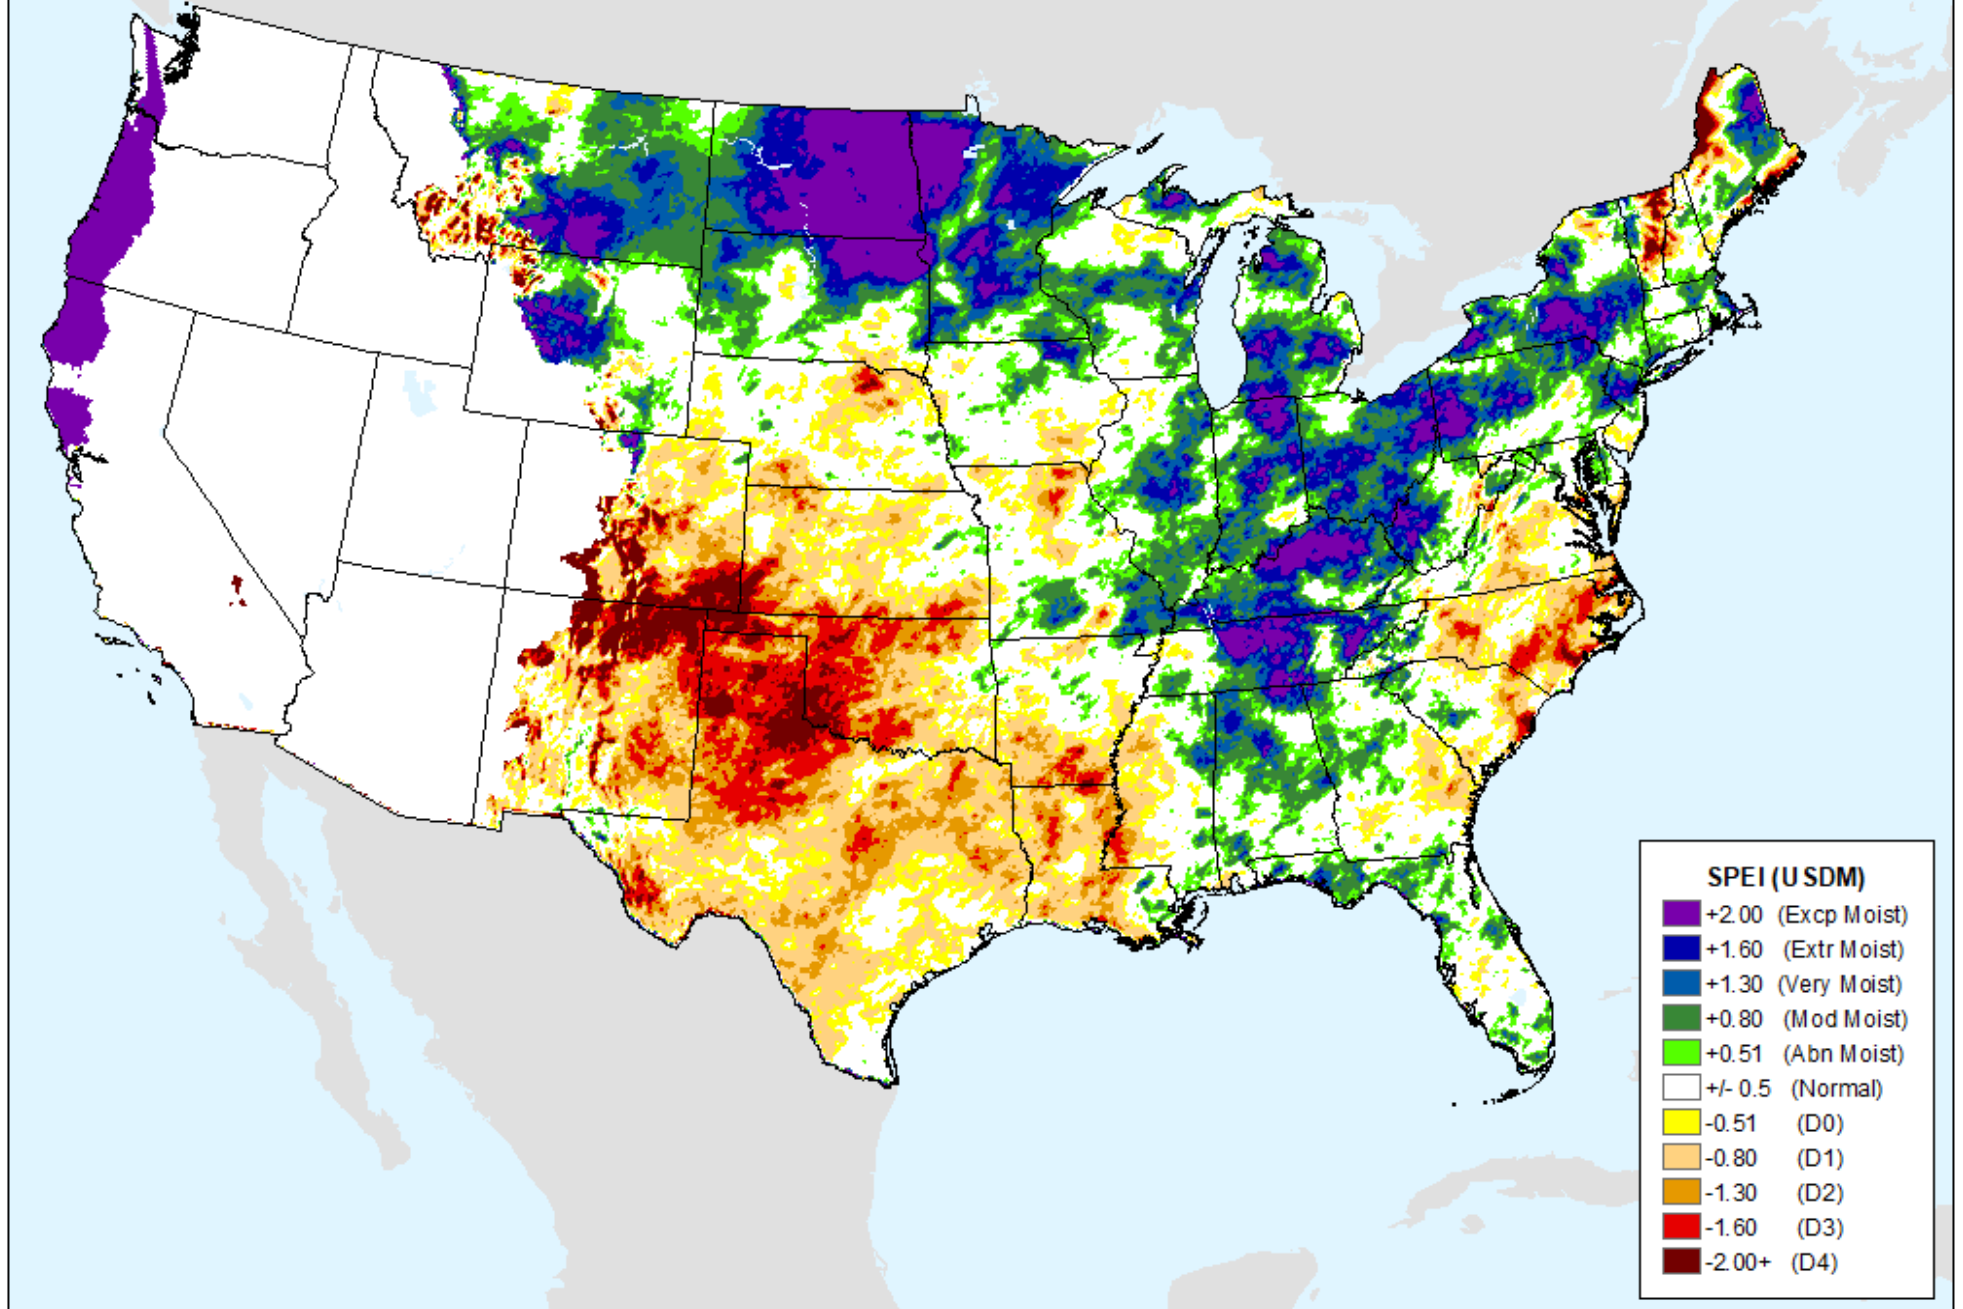 SPEI (USDM)
+2.00 (Excp Moist)
+1.60 (Extr Moist)
+1.30 (Very Moist)
+0.80 (Mod Moist)
+0.51 (Abn Moist)
+/- 0.5 (Normal)
-0.51 (D0)
-0.80 (D1)
-1.30 (D2)
-1.60 (D3)
-2.00+ (D4)